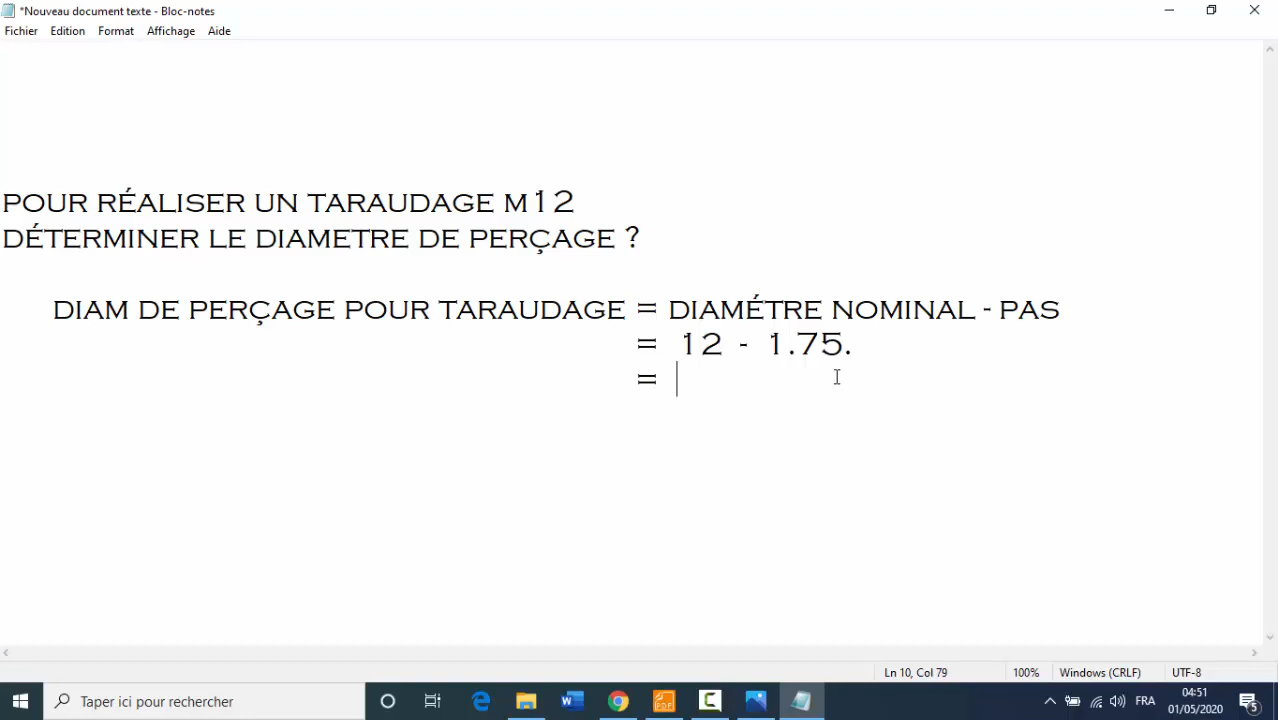 *Nouveau document texte - Bloc-notes
Fichier Edition Format Affichage Aide
POUR RÉALISER UN TARAUDAGE M12
DÉTERMINER LE DIAMETRE DE PERÇAGE ?
DIAM DE PERÇAGE POUR TARAUDAGE = DIAMÉTRE NOMINAL - PAS
= 12 - 1.75.
=
Ln 10, Col 79 100% Windows (CRLF) UTF-8
Taper ici pour rechercher
FRA
04:51
01/05/2020
5
W
PDF
C